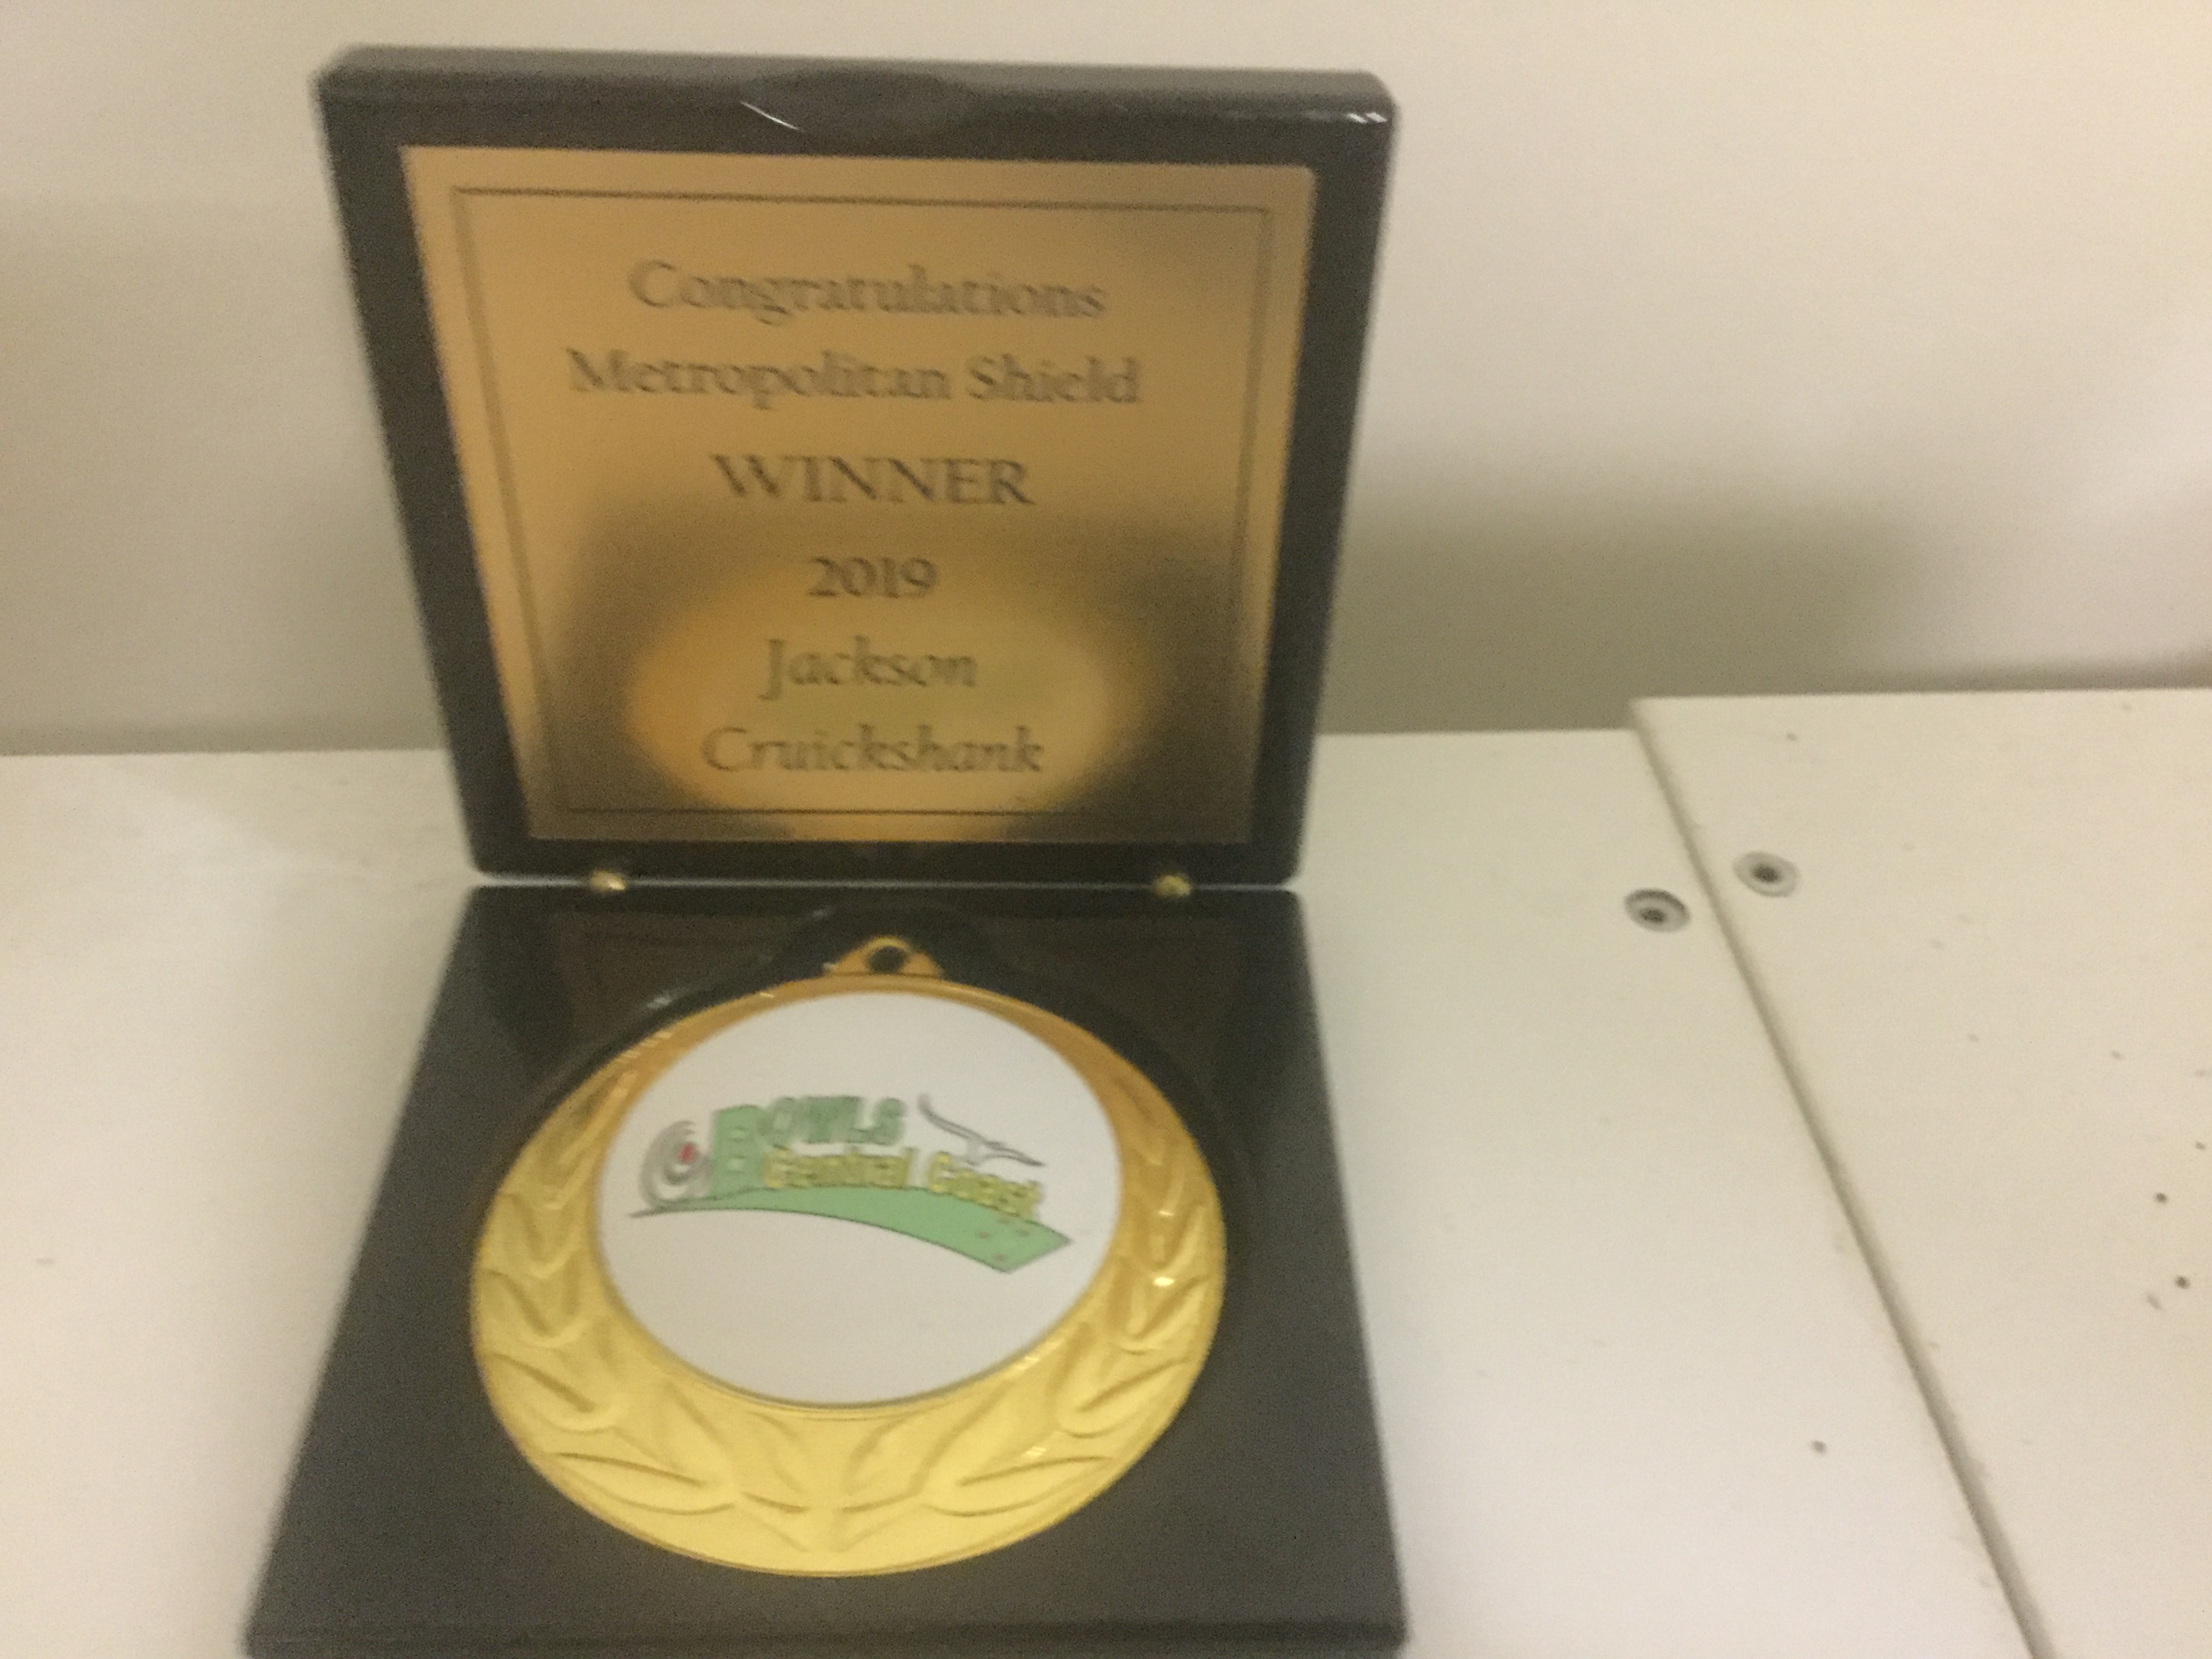 Congratulations
Metropolitan Shield
WINNER
2019
Jackson
Cruickshank
BOWLS
Central Coast